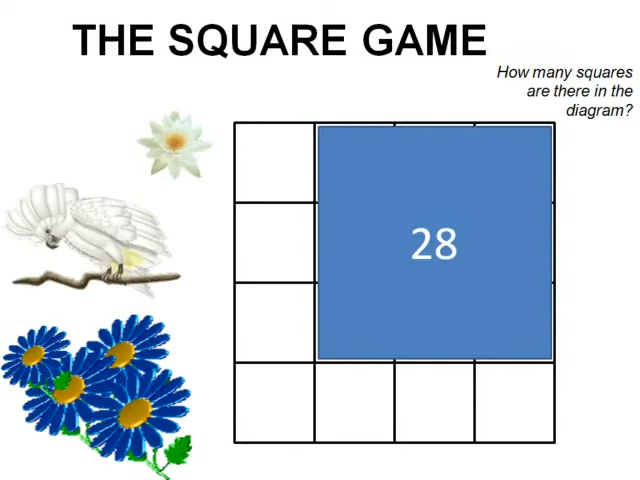 THE SQUARE GAME
How many squares
are there in the
diagram?
28